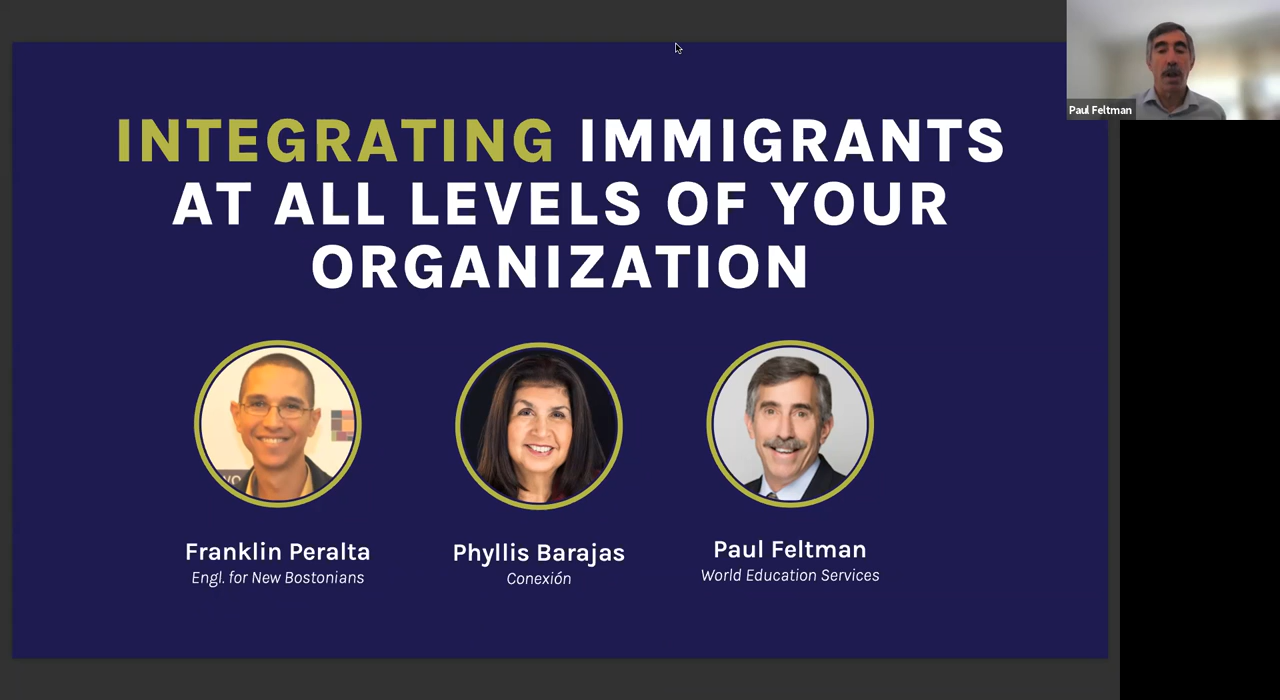 Paul Feltman
INTEGRATING IMMIGRANTS
AT ALL LEVELS OF YOUR
ORGANIZATION
Franklin Peralta
Engl. for New Bostonians
Phyllis Barajas
Conexión
Paul Feltman
World Education Services